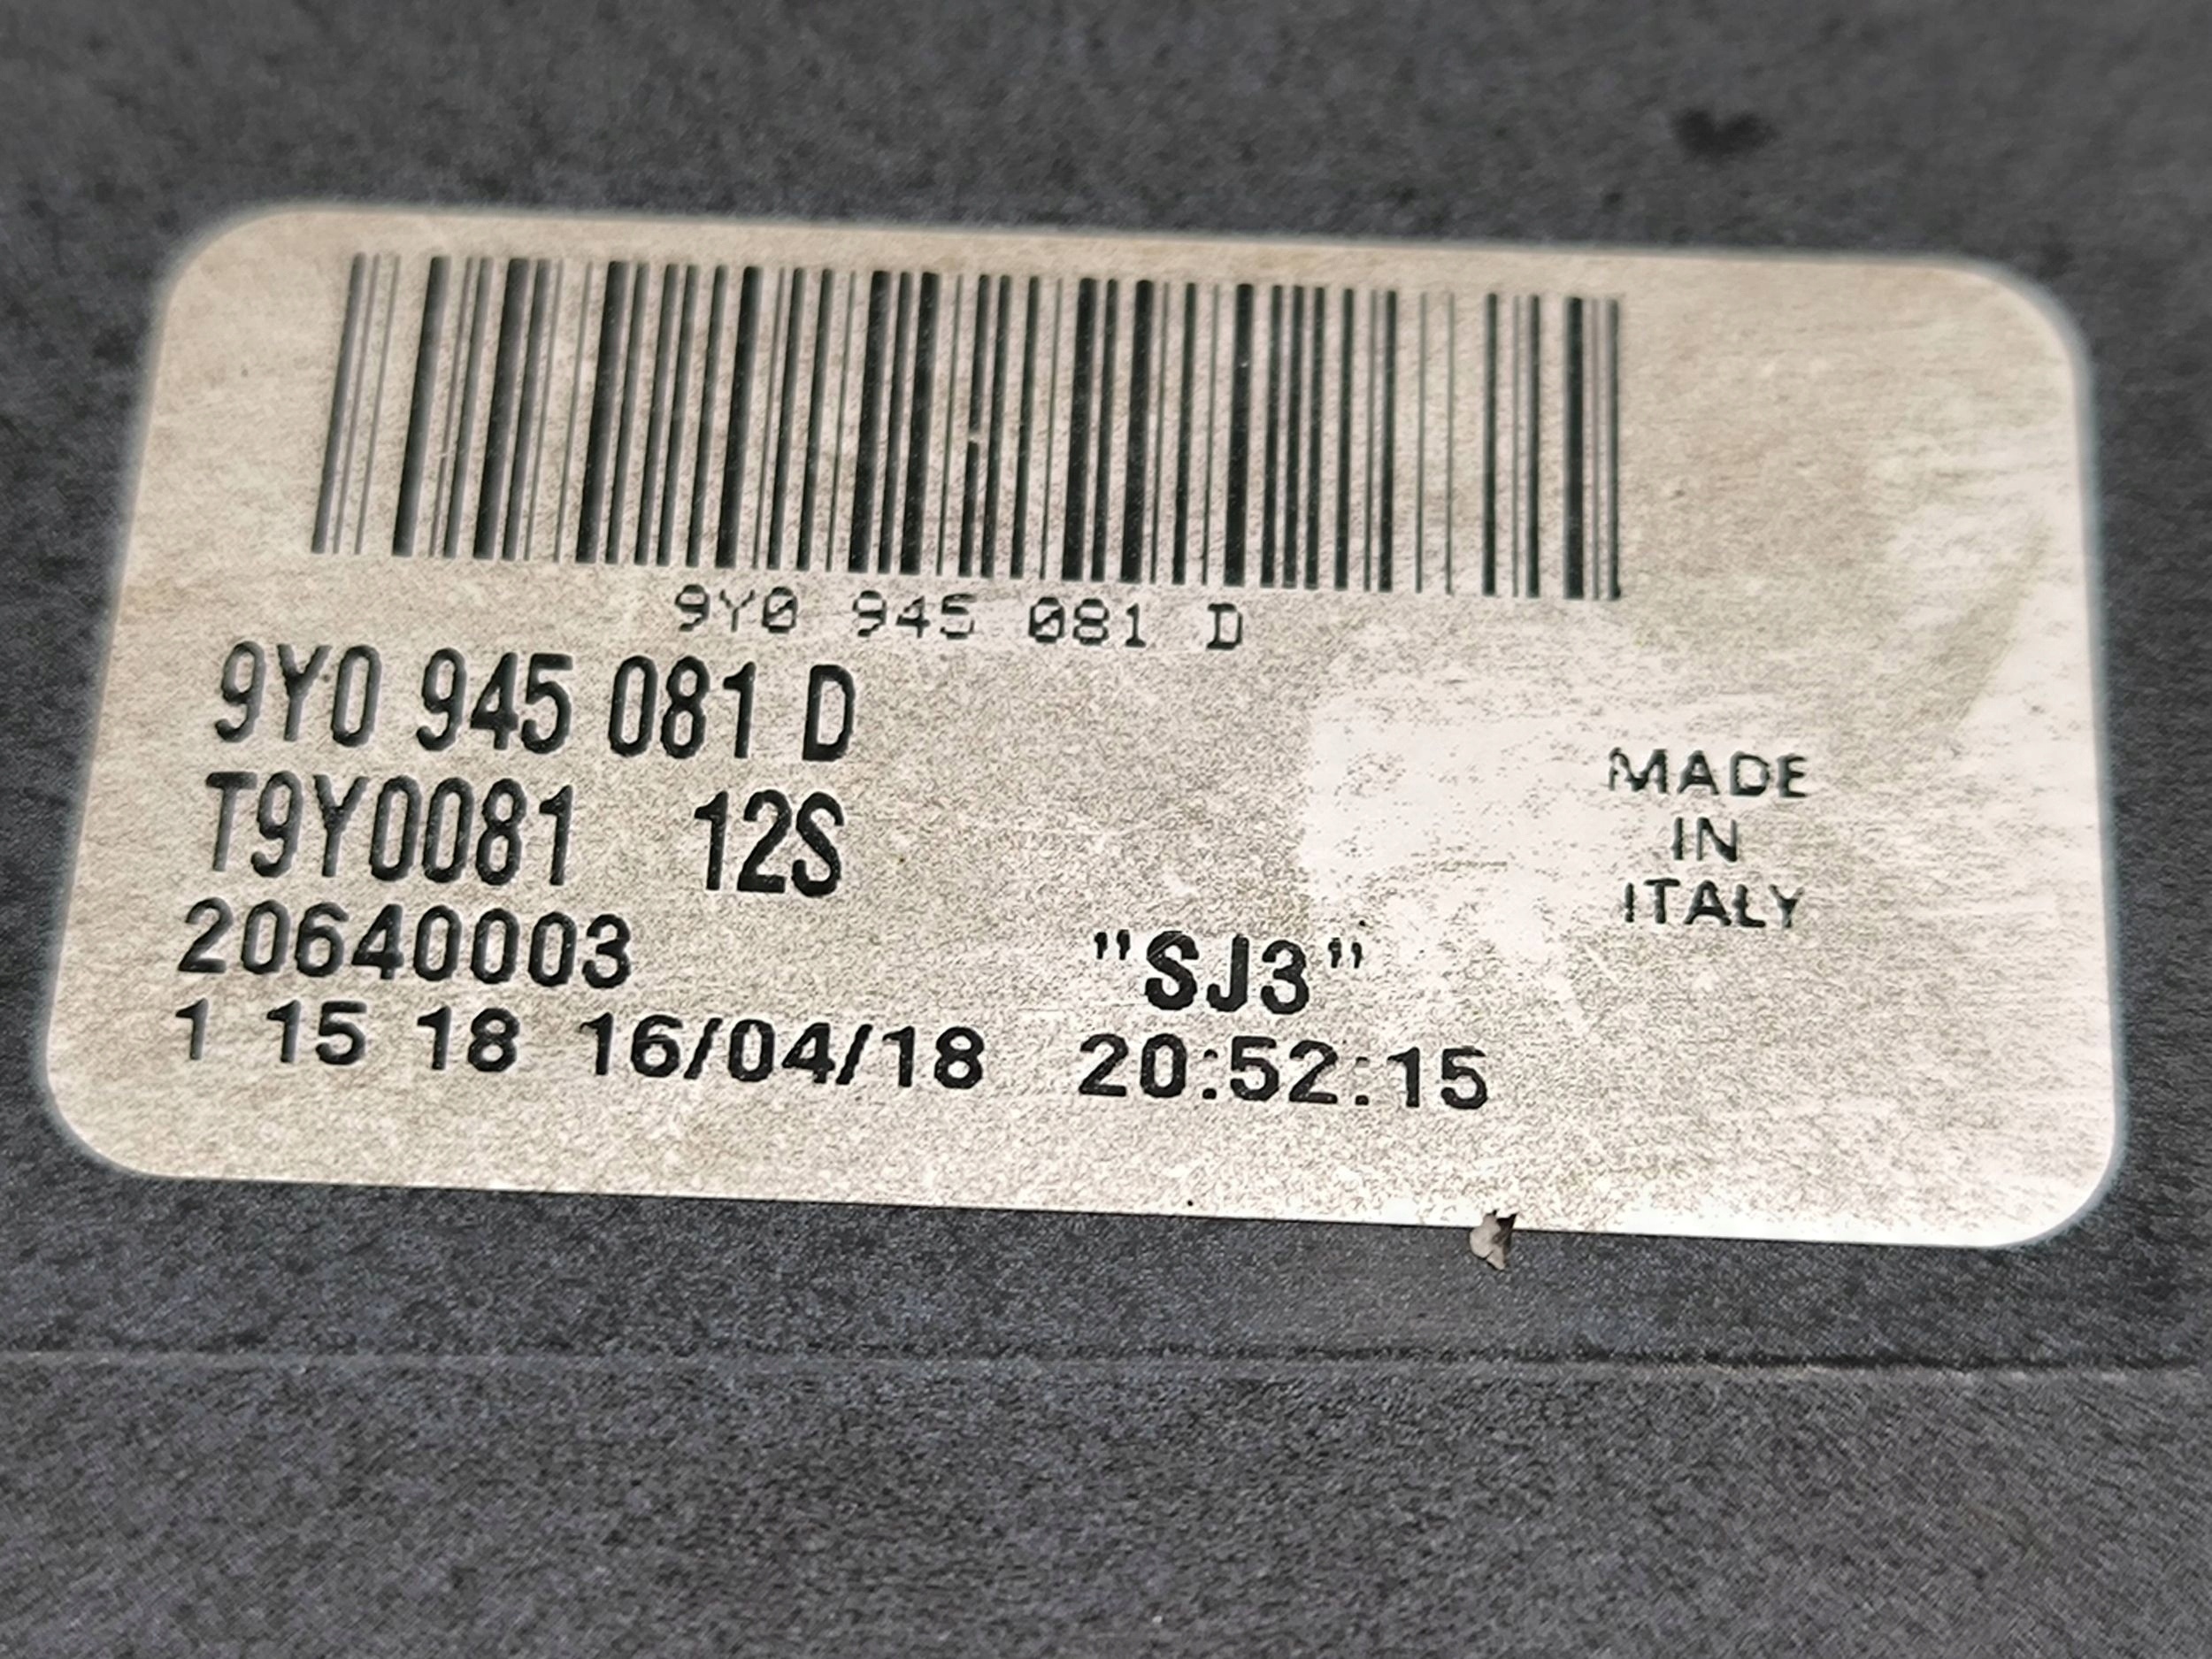 9Y0 945 081 D
9Y0 945 081 D
T9Y0081 12S
20640003 "SJ3"
1 15 18 16/04/18 20:52:15
MADE
IN
ITALY